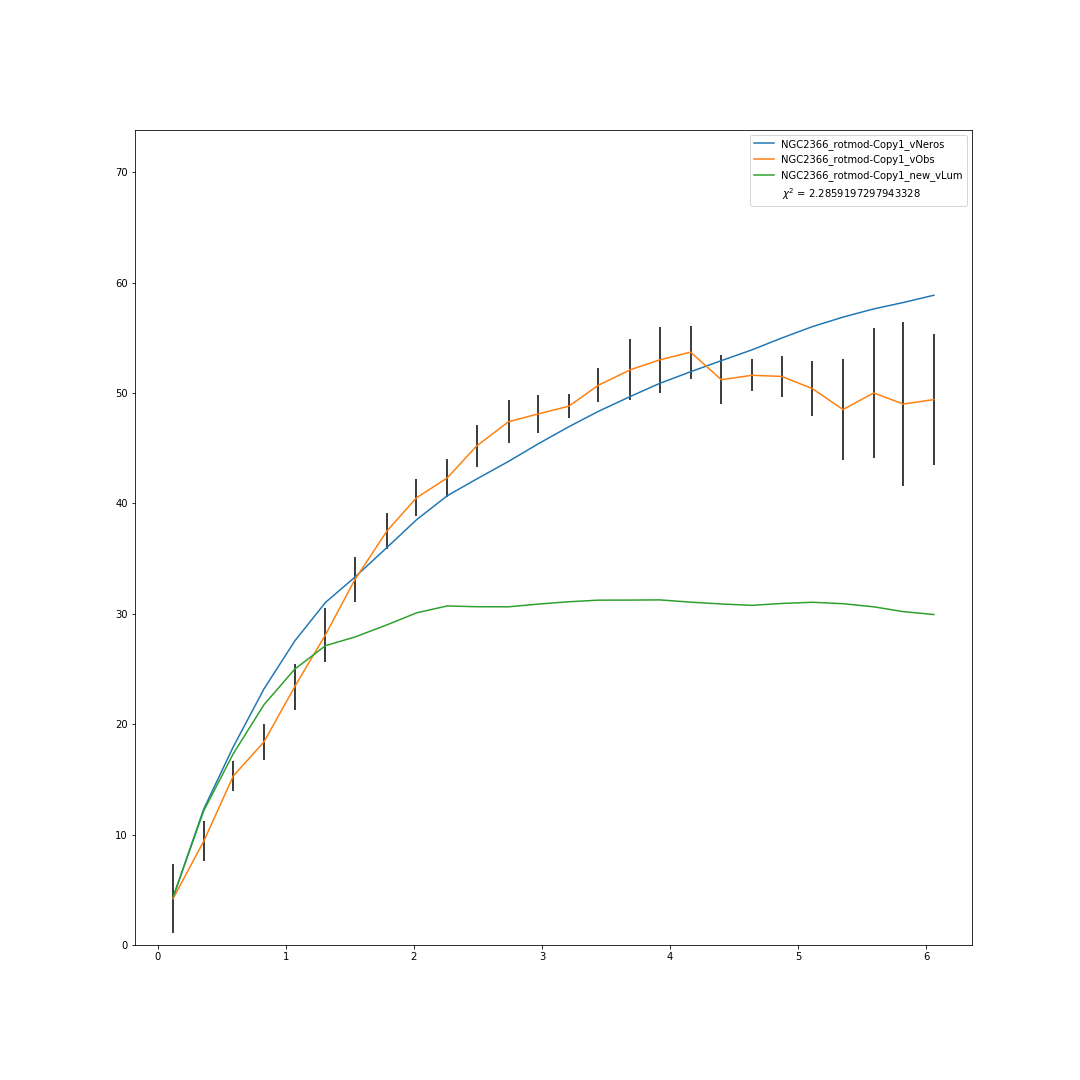 NGC2366_rotmod-Copy1_vNeros
NGC2366_rotmod-Copy1_vObs
NGC2366_rotmod-Copy1_new_vLum
χ² = 2.2859197297943328
70
60
50
40
30
20
10
0
0 1 2 3 4 5 6